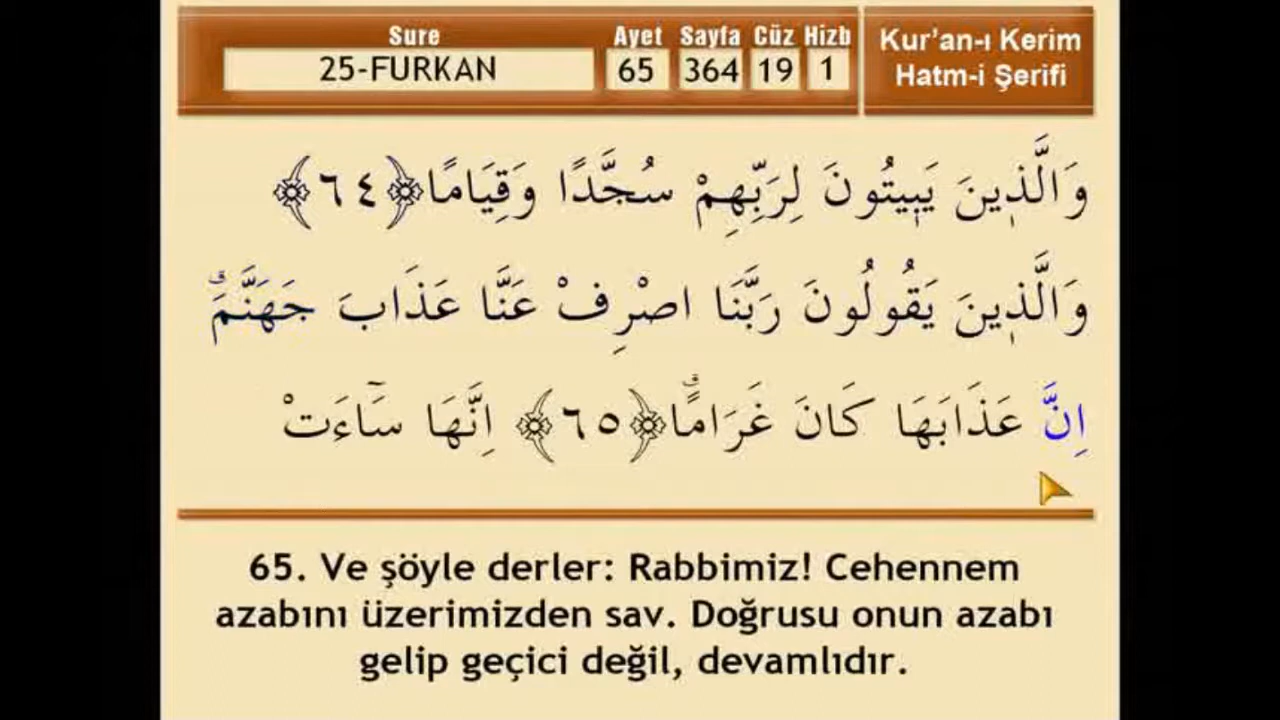 Sure Ayet Sayfa Cüz Hizb
25-FURKAN 65 364 19 1
Kur'an-ı Kerim
Hatm-i Şerifi
وَالَّذ۪ينَ يَب۪يتُونَ لِرَبِّهِمْ سُجَّدًا وَقِيَامًا﴿٦٤﴾
وَالَّذ۪ينَ يَقُولُونَ رَبَّنَا اصْرِفْ عَنَّا عَذَابَ جَهَنَّمَۗ
اِنَّ عَذَابَهَا كَانَ غَرَامًاۗ﴿٦٥﴾ اِنَّهَا سَٓاءَتْ
65. Ve şöyle derler: Rabbimiz! Cehennem
azabını üzerimizden sav. Doğrusu onun azabı
gelip geçici değil, devamlıdır.